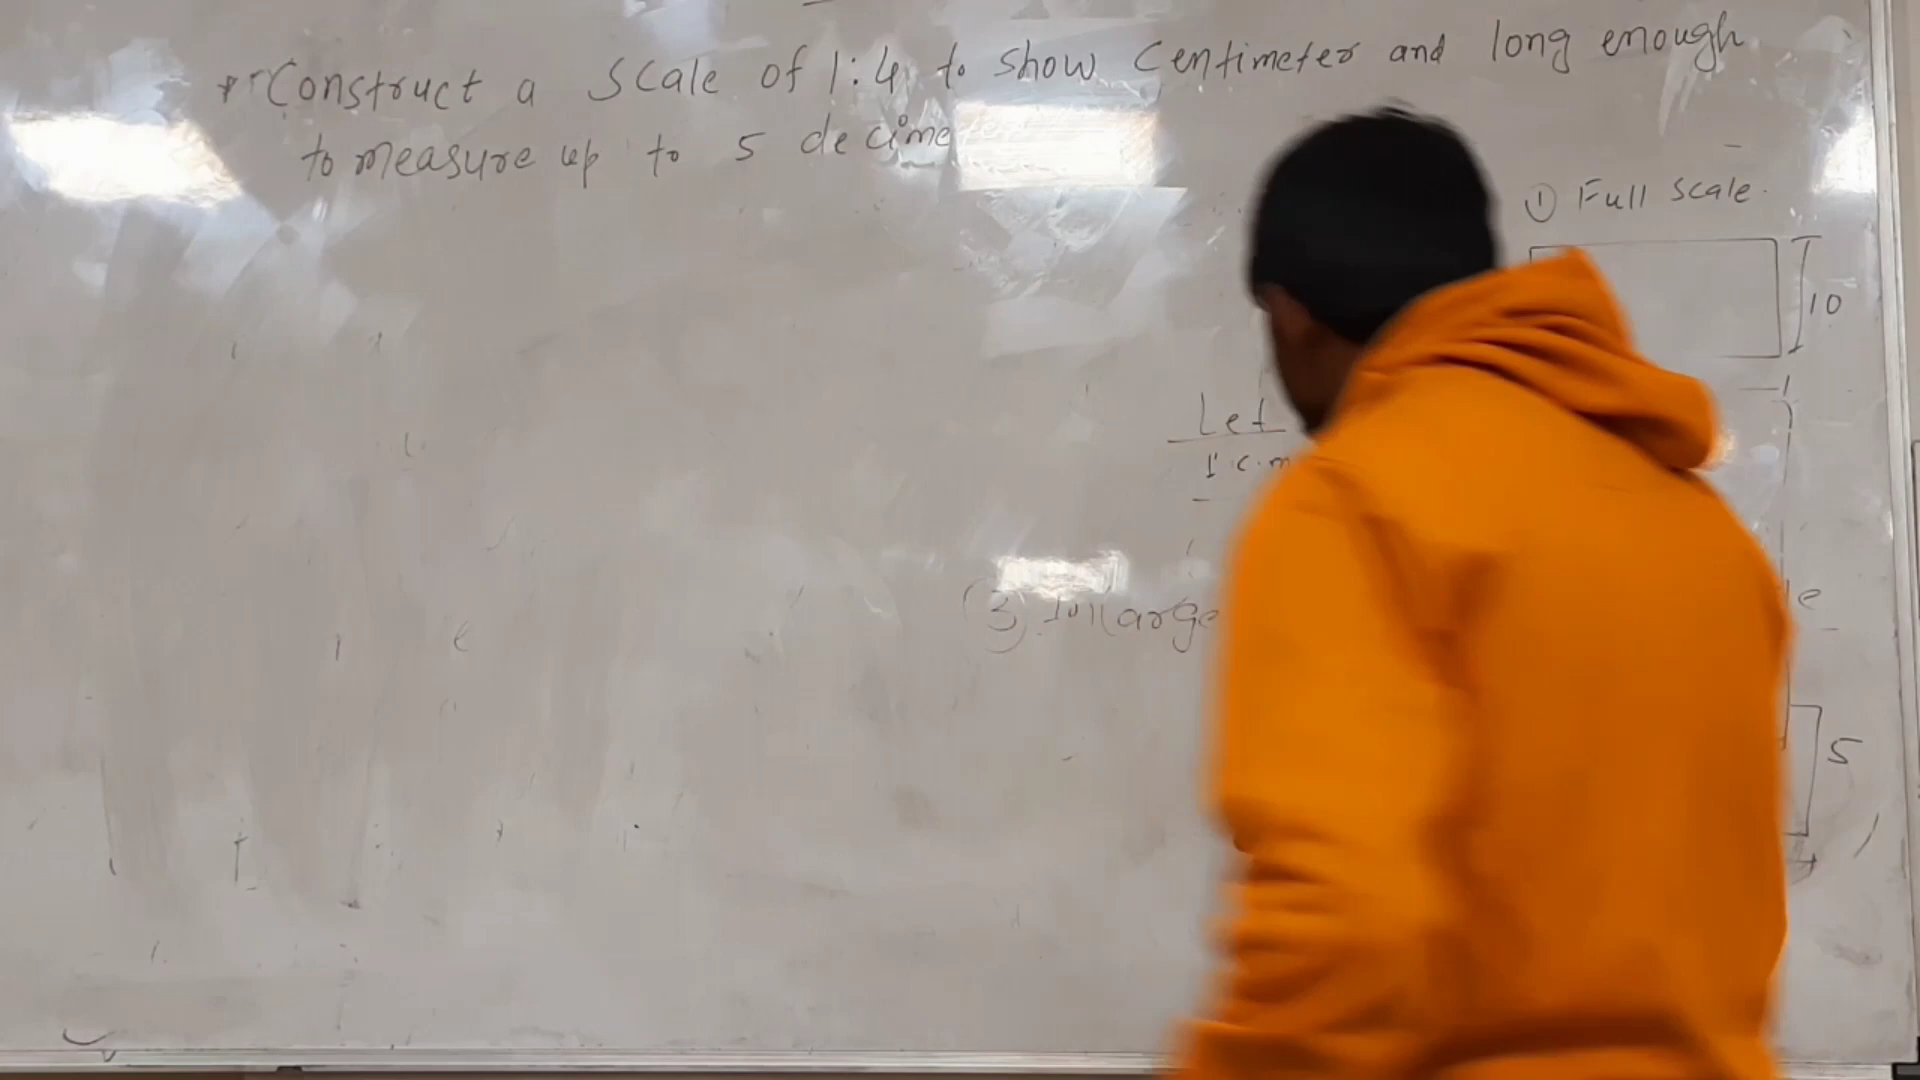 * Construct a scale of 1:4 to show Centimeter and long enough
to measure up to 5 decime
① Full scale.
10
Let
1 c.m
③
5